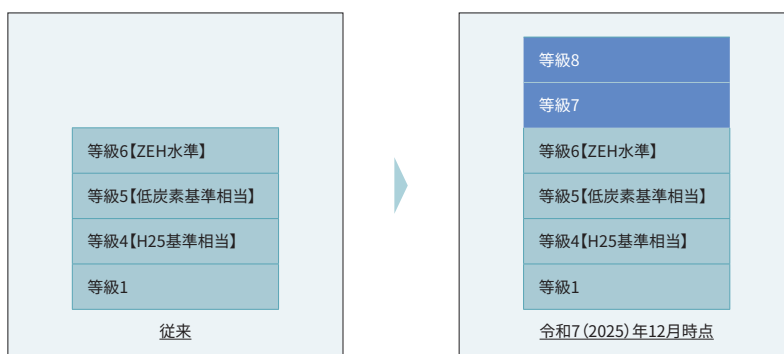 等級6【ZEH水準】
等級5【低炭素基準相当】
等級4【H25基準相当】
等級1
従来
等級8
等級7
等級6【ZEH水準】
等級5【低炭素基準相当】
等級4【H25基準相当】
等級1
令和7（2025）年12月時点